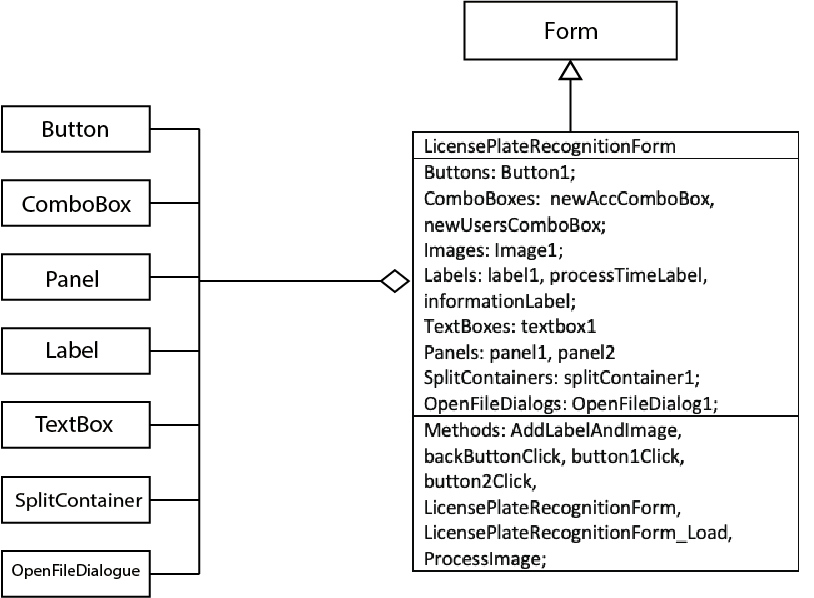 Form
Button
ComboBox
Panel
Label
TextBox
SplitContainer
OpenFileDialogue
LicensePlateRecognitionForm
Buttons: Button1;
ComboBoxes:  newAccComboBox,
newUsersComboBox;
Images: Image1;
Labels: label1, processTimeLabel,
informationLabel;
TextBoxes: textbox1
Panels: panel1, panel2
SplitContainers: splitContainer1;
OpenFileDialogs: OpenFileDialog1;
Methods: AddLabelAndImage,
backButtonClick, button1Click,
button2Click,
LicensePlateRecognitionForm,
LicensePlateRecognitionForm_Load,
ProcessImage;